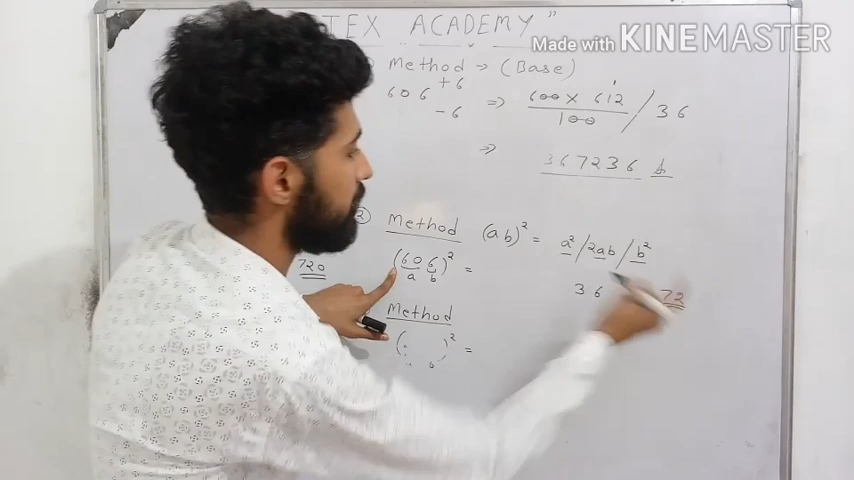 TEX ACADEMY"
Made with KINEMASTER
Method → (Base)
606 +6 -6 ⇒ 600 x 612 / 100 / 36
⇒ 367236
② Method (ab)² = a²/2ab/b²
720
(606)² = 36 72
a b
Method
( )² =